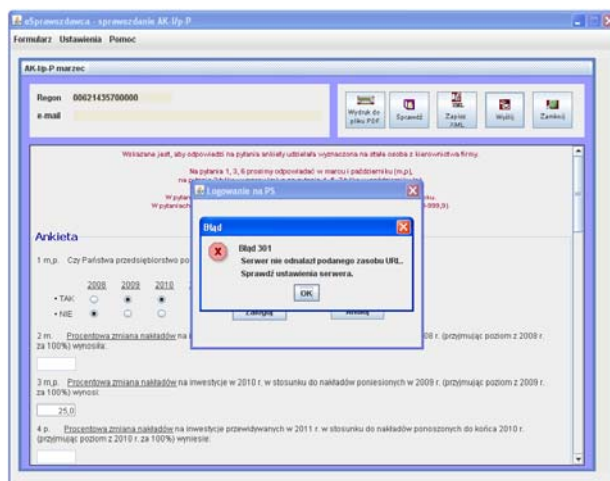 eSprawozdawca - sprawozdanie AK-Up-P
Formularz Ustawienia Pomoc
AK-Up-P marzec
Regon 00621435700000
e-mail
Wydruk do pliku PDF
Sprawdź
Zapisz XML
Wyślij
Zamknij
Wskazane jest, aby odpowiedzi na pytania ankiety udzielała wyznaczona na stałe osoba z kierownictwa firmy.
Na pytania 1, 3, 6 prosimy odpowiadać w marcu i październiku (m,p),
Logowanie na PS
Błąd
Błąd 301
Serwer nie odnalazł podanego zasobu URL.
Sprawdź ustawienia serwera.
OK
Ankieta
1 m,p. Czy Państwa przedsiębiorstwo
2008 2009 2010
• TAK
• NIE
2 m. Procentowa zmiana nakładów na
r. (przyjmując poziom z 2008 r.
za 100%) wynosiła:
3 m,p. Procentowa zmiana nakładów na inwestycje w 2010 r. w stosunku do nakładów poniesionych w 2009 r. (przyjmując poziom z 2009 r.
za 100%) wynosi:
25,0
4 p. Procentowa zmiana nakładów na inwestycje przewidywanych w 2011 r. w stosunku do nakładów ponoszonych do końca 2010 r.
(przyjmując poziom z 2010 r. za 100%) wyniesie: